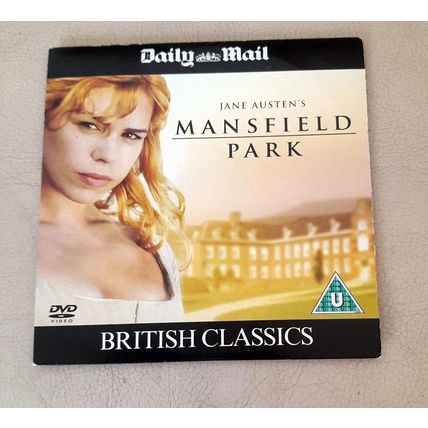 Daily Mail
JANE AUSTEN'S
MANSFIELD
PARK
DVD
VIDEO
U
BRITISH CLASSICS